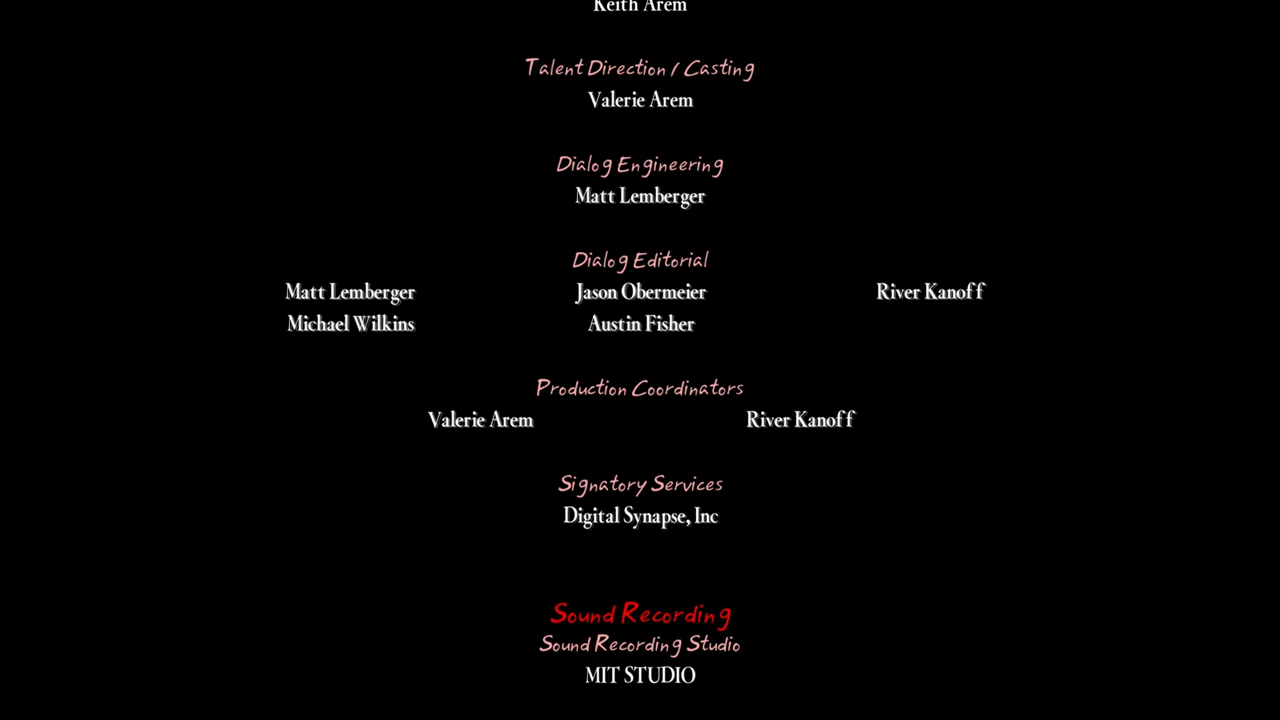 Keith Arem
Talent Direction / Casting
Valerie Arem
Dialog Engineering
Matt Lemberger
Dialog Editorial
Matt Lemberger Jason Obermeier River Kanoff
Michael Wilkins Austin Fisher
Production Coordinators
Valerie Arem River Kanoff
Signatory Services
Digital Synapse, Inc
Sound Recording
Sound Recording Studio
MIT STUDIO